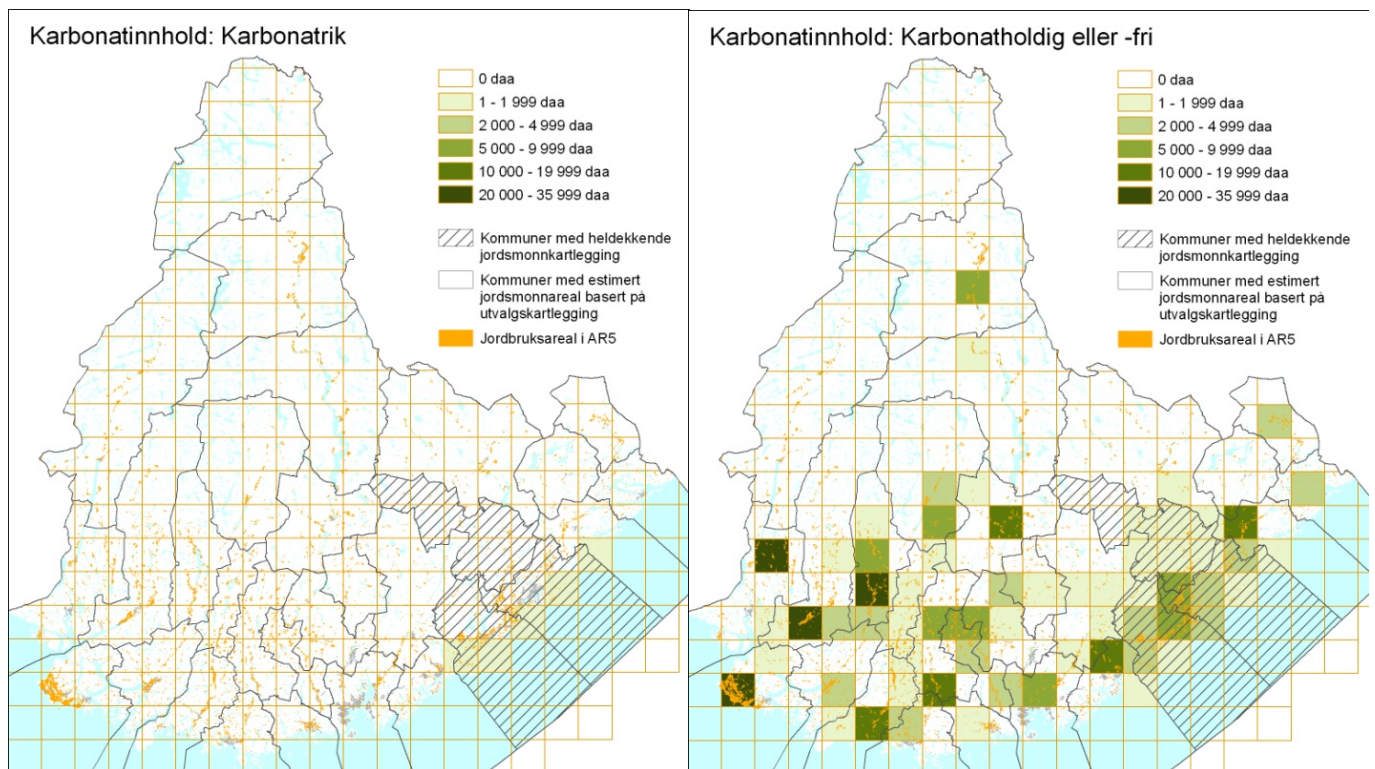 Karbonatinnhold: Karbonatrik
0 daa
1 - 1 999 daa
2 000 - 4 999 daa
5 000 - 9 999 daa
10 000 - 19 999 daa
20 000 - 35 999 daa
Kommuner med heldekkende
jordsmonnkartlegging
Kommuner med estimert
jordsmonnareal basert på
utvalgskartlegging
Jordbruksareal i AR5
Karbonatinnhold: Karbonatholdig eller -fri
0 daa
1 - 1 999 daa
2 000 - 4 999 daa
5 000 - 9 999 daa
10 000 - 19 999 daa
20 000 - 35 999 daa
Kommuner med heldekkende
jordsmonnkartlegging
Kommuner med estimert
jordsmonnareal basert på
utvalgskartlegging
Jordbruksareal i AR5